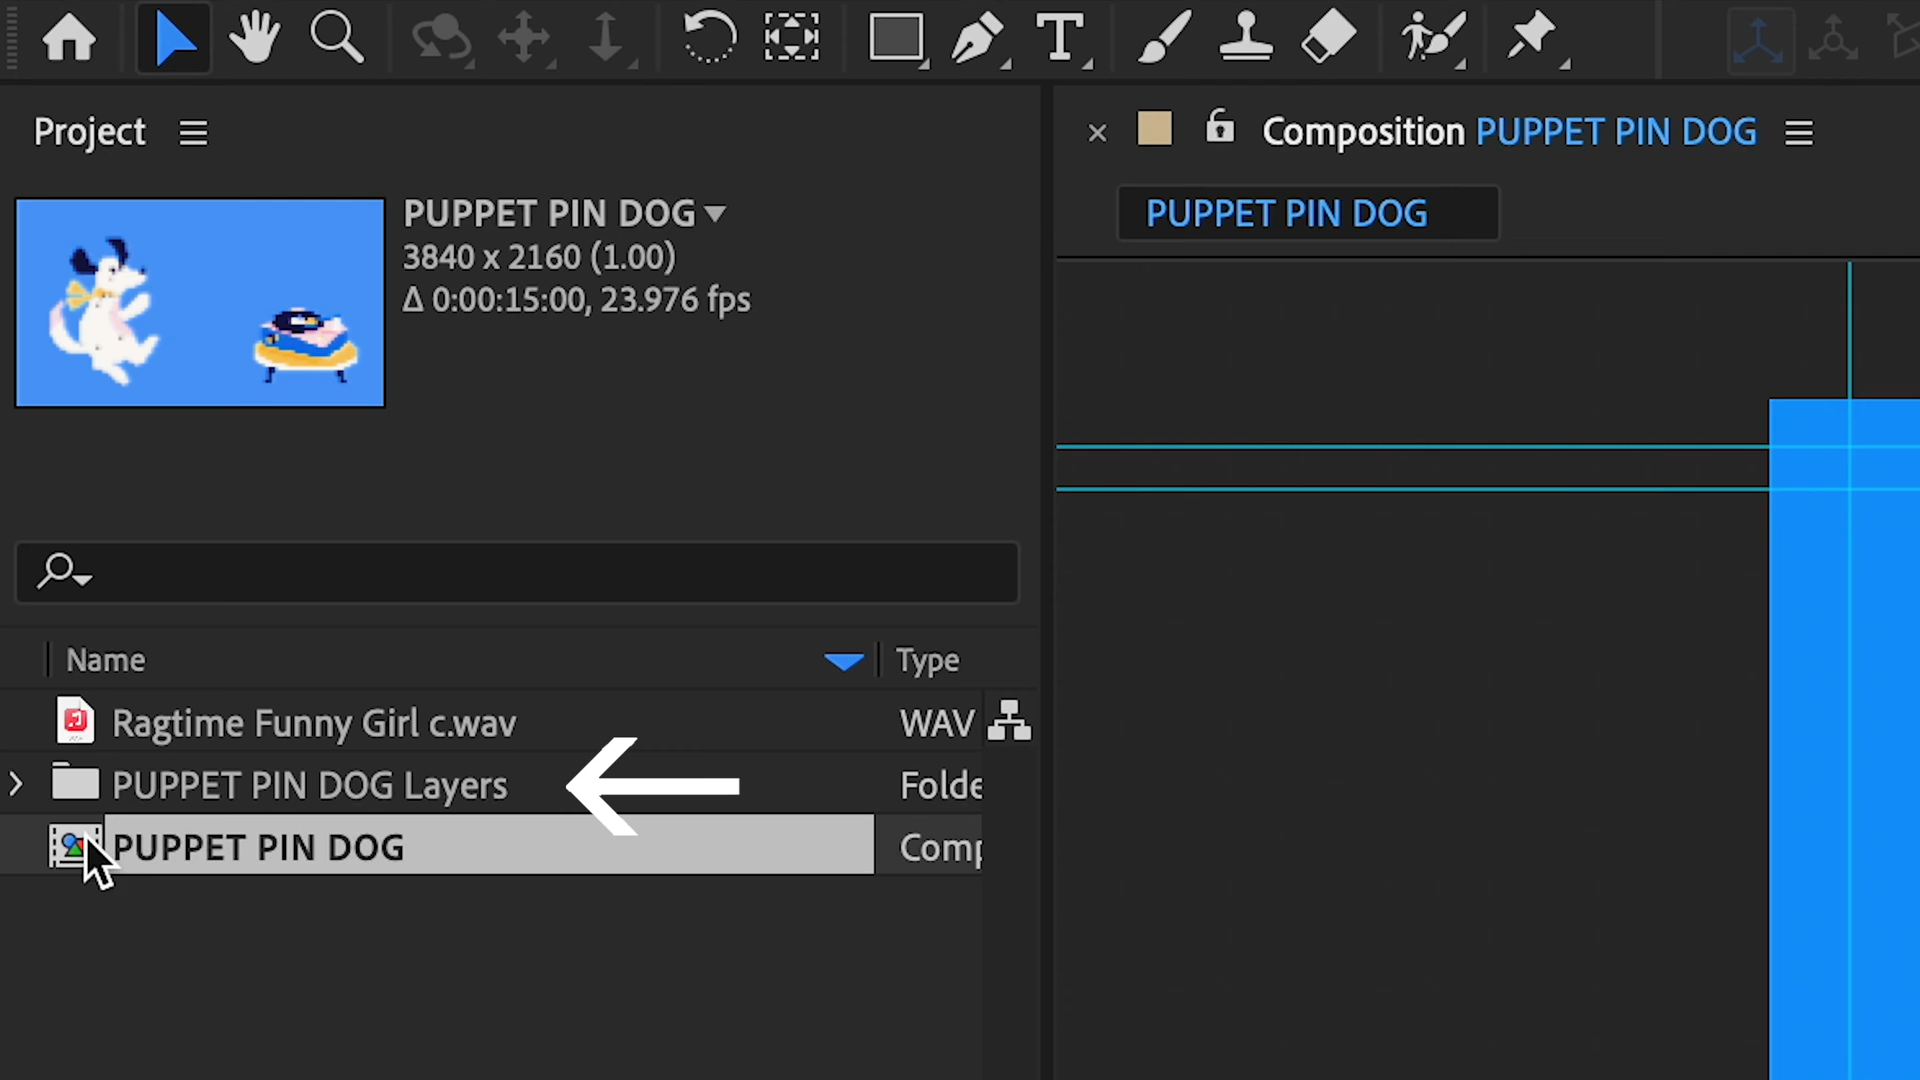 Project
Composition PUPPET PIN DOG
PUPPET PIN DOG
3840 x 2160 (1.00)
Δ 0:00:15:00, 23.976 fps
PUPPET PIN DOG
Name
Type
Ragtime Funny Girl c.wav
WAV
PUPPET PIN DOG Layers
Folde
PUPPET PIN DOG
Comp